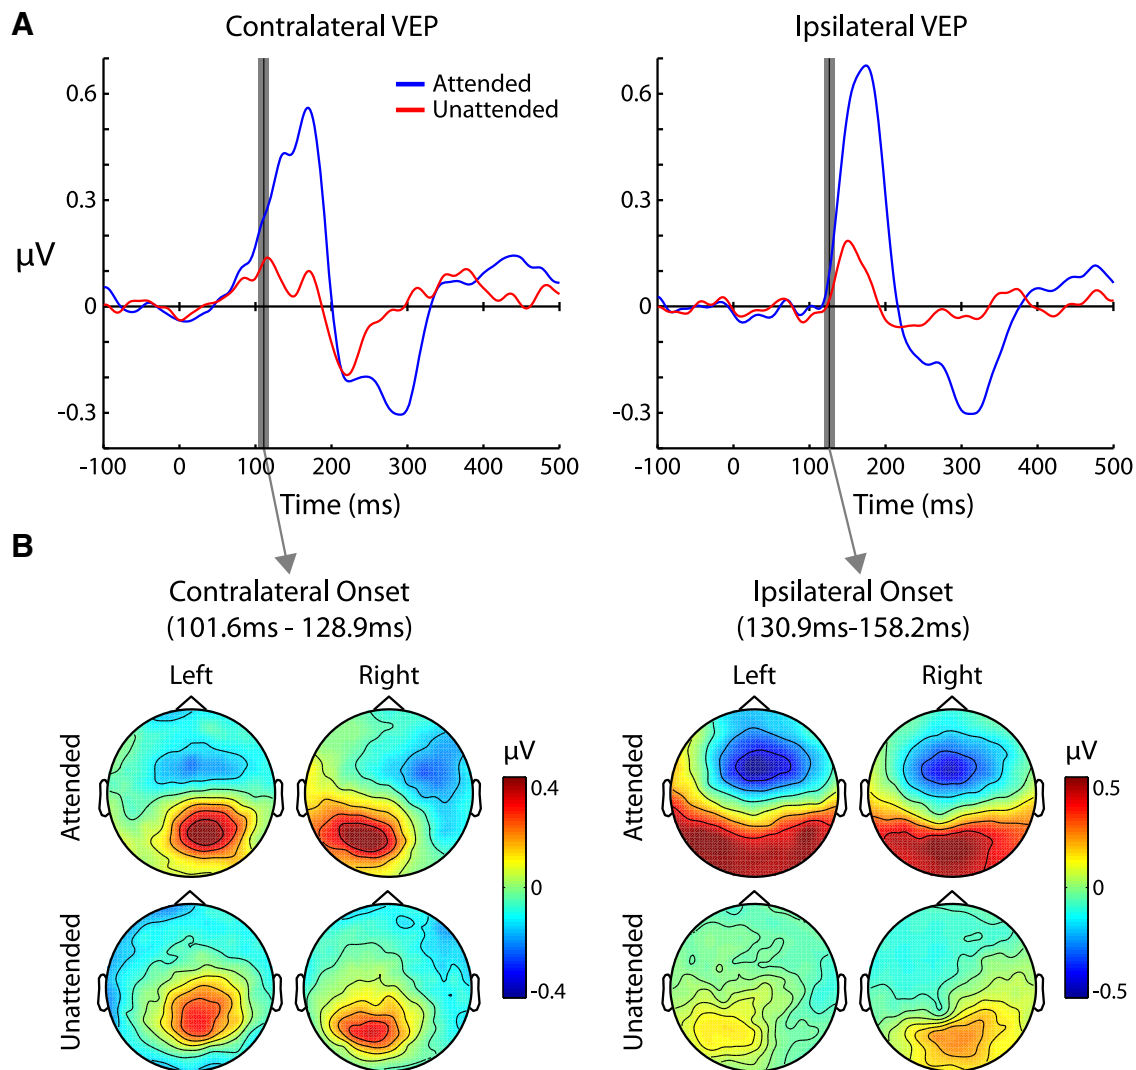 A
Contralateral VEP
Attended
Unattended
0.6
0.3
μV
0
-0.3
-100 0 100 200 300 400 500
Time (ms)
Ipsilateral VEP
0.6
0.3
0
-0.3
-100 0 100 200 300 400 500
Time (ms)
B
Contralateral Onset
(101.6ms - 128.9ms)
Left Right
Attended
Unattended
μV
0.4
0
-0.4
Ipsilateral Onset
(130.9ms-158.2ms)
Left Right
Attended
Unattended
μV
0.5
0
-0.5